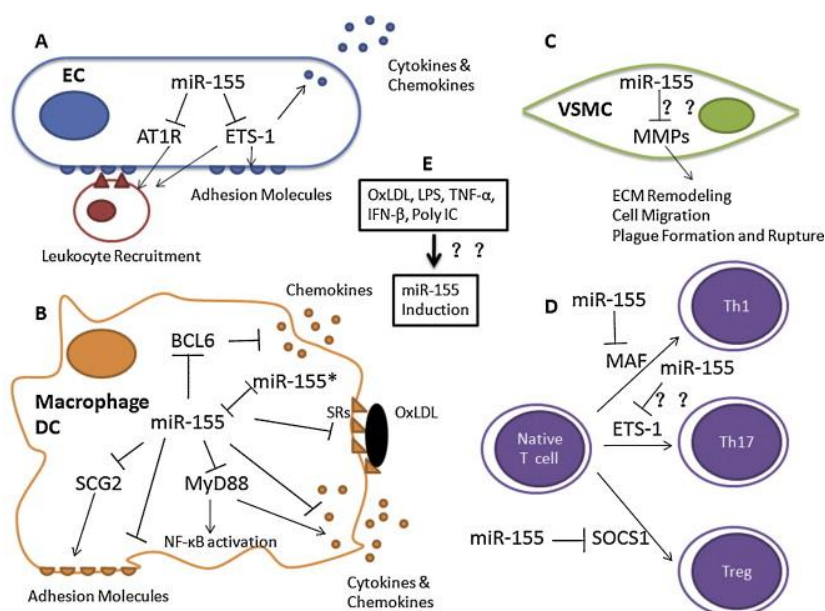 A
EC
miR-155
AT1R
ETS-1
Cytokines &
Chemokines
Adhesion Molecules
Leukocyte Recruitment
B
Chemokines
BCL6
miR-155*
Macrophage
DC
miR-155
SRs
OxLDL
SCG2
MyD88
NF-κB activation
Adhesion Molecules
Cytokines &
Chemokines
C
miR-155
? ?
VSMC
MMPs
ECM Remodeling
Cell Migration
Plague Formation and Rupture
D
miR-155
Th1
MAF
miR-155
? ?
ETS-1
Native
T cell
Th17
miR-155
SOCS1
Treg
E
OxLDL, LPS, TNF-α,
IFN-β, Poly IC
? ?
miR-155
Induction